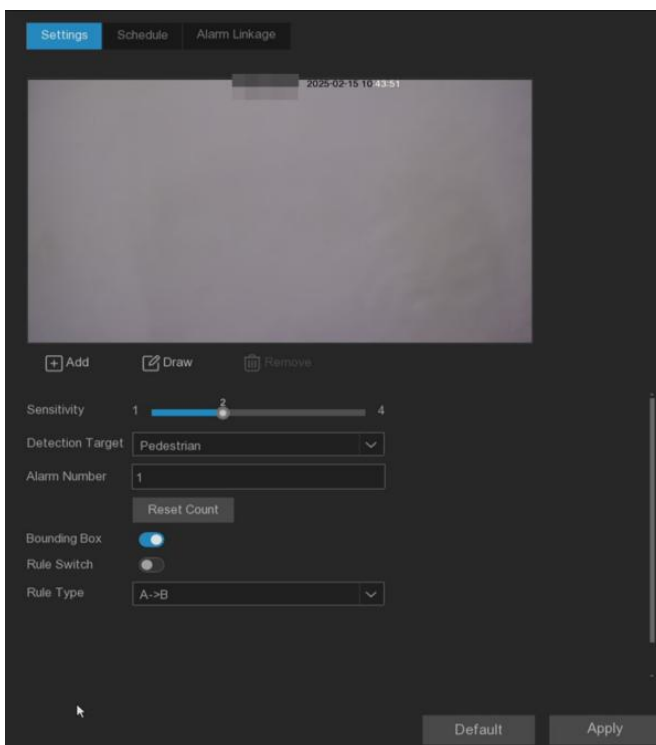 Settings Schedule Alarm Linkage
2025-02-15 10:43:51
Add Draw Remove
2
Sensitivity 1 4
Detection Target Pedestrian
Alarm Number 1
Reset Count
Bounding Box
Rule Switch
Rule Type A->B
Default Apply